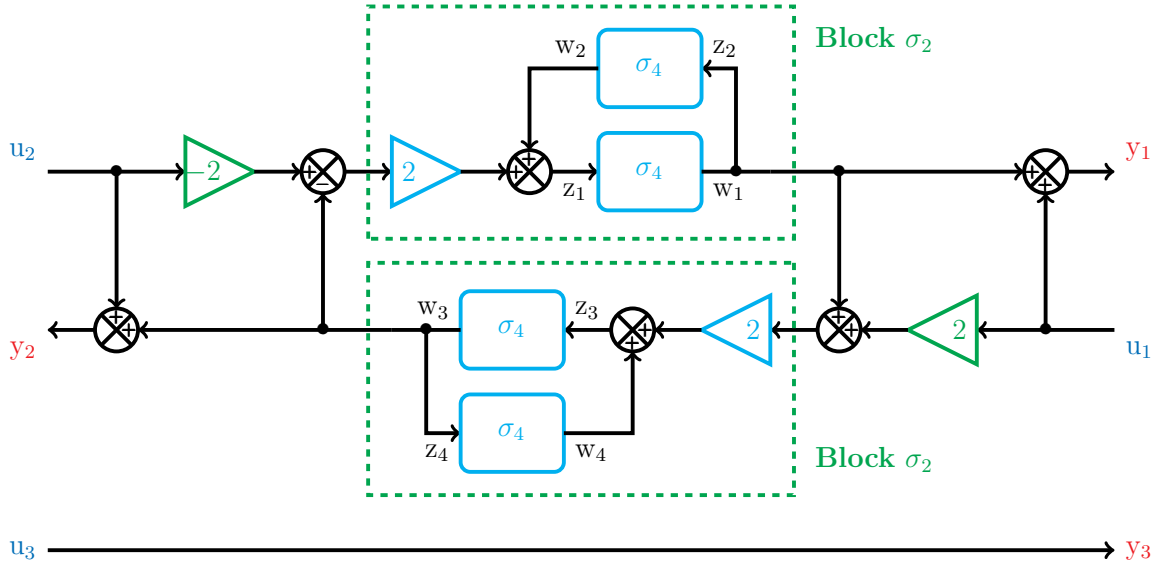 Block σ₂
w₂ z₂
σ₄
u₂ y₁
−2 + − 2 + + σ₄ + +
z₁ w₁
w₃ z₃
+ + σ₄ + + 2 + + 2
y₂ u₁
σ₄
z₄ w₄
Block σ₂
u₃ y₃